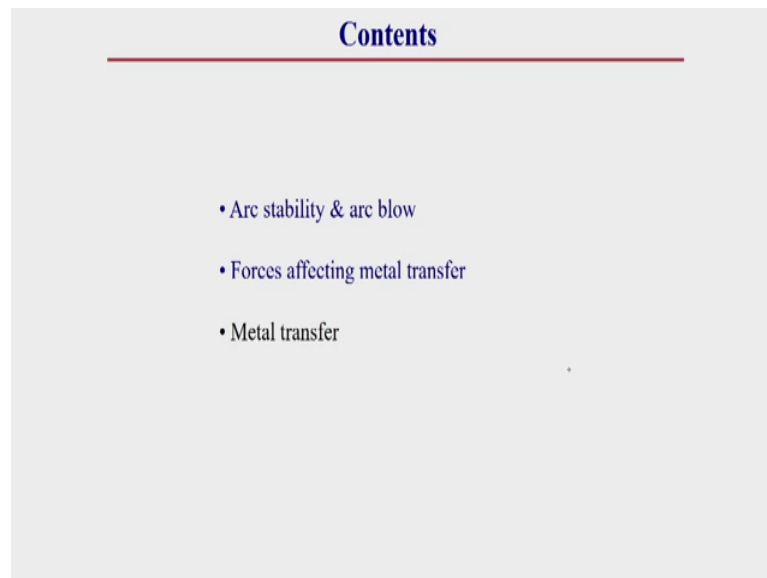 Contents
• Arc stability & arc blow
• Forces affecting metal transfer
• Metal transfer